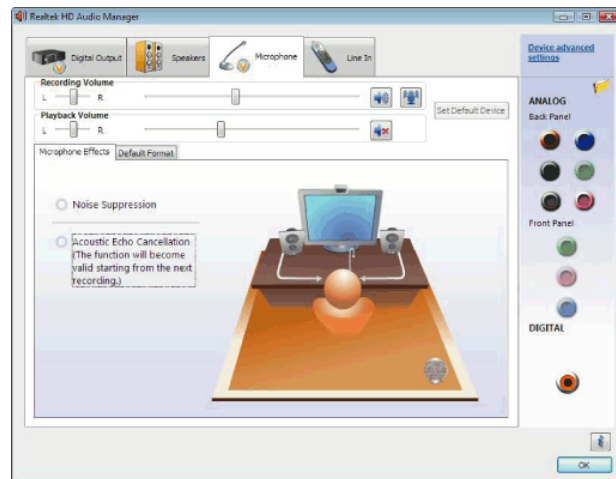 Realtek HD Audio Manager
Digital Output
Speakers
Microphone
Line In
Device advanced
settings
Recording Volume
L
R
Set Default Device
Playback Volume
L
R
Microphone Effects
Default Format
Noise Suppression
Acoustic Echo Cancellation
(The function will become
valid starting from the next
recording.)
ANALOG
Back Panel
Front Panel
DIGITAL
OK